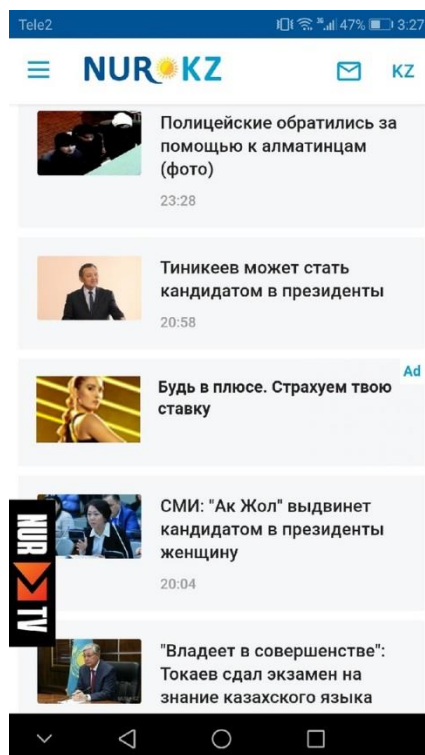 Tele2 47% 3:27
NUR KZ KZ
Полицейские обратились за
помощью к алматинцам
(фото)
23:28
Тиникеев может стать
кандидатом в президенты
20:58
Ad
Будь в плюсе. Страхуем твою
ставку
СМИ: "Ак Жол" выдвинет
кандидатом в президенты
женщину
20:04
NUR TV
"Владеет в совершенстве":
Токаев сдал экзамен на
знание казахского языка